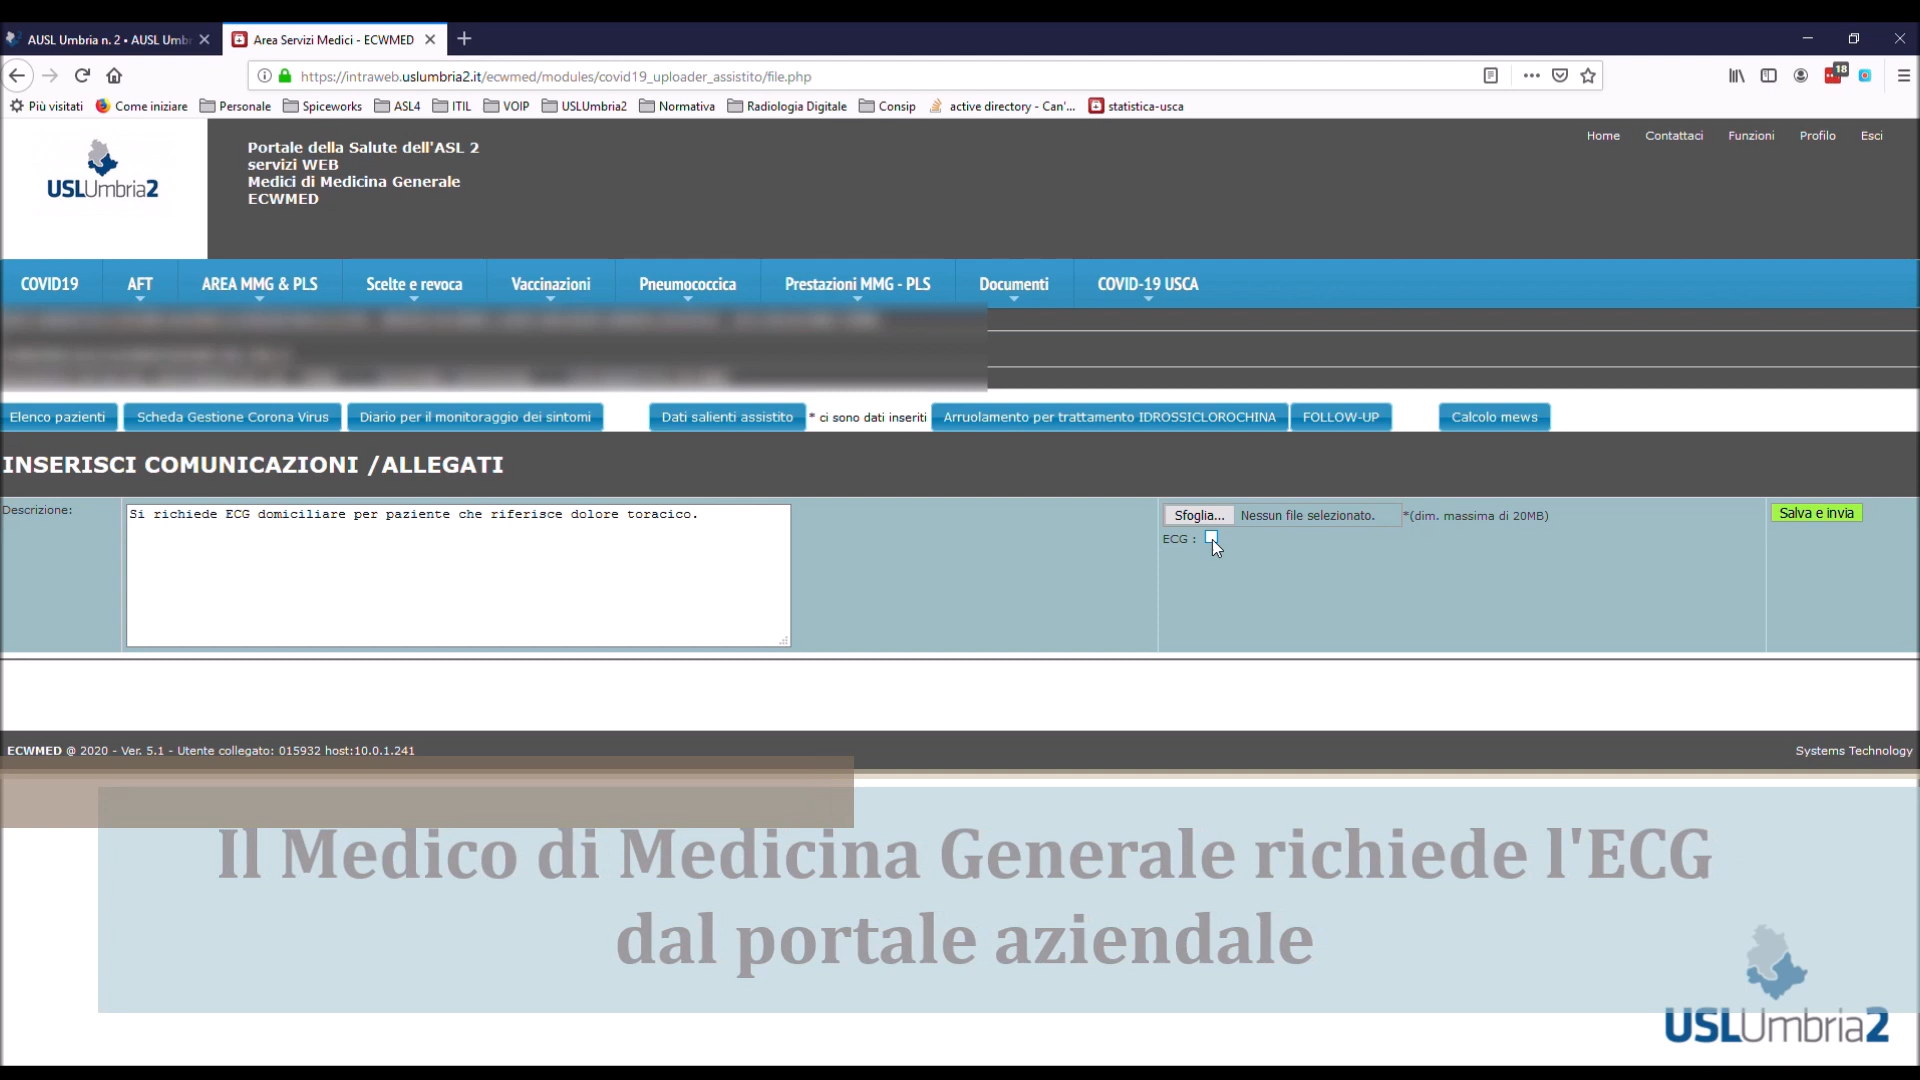 AUSL Umbria n. 2 • AUSL Umb
Area Servizi Medici - ECWMED
https://intraweb.uslumbria2.it/ecwmed/modules/covid19_uploader_assistito/file.php
18
Più visitati Come iniziare Personale Spiceworks ASL4 ITIL VOIP USLUmbria2 Normativa Radiologia Digitale Consip active directory - Can'... statistica-usca
Home Contattaci Funzioni Profilo Esci
USLUmbria2
Portale della Salute dell'ASL 2
servizi WEB
Medici di Medicina Generale
ECWMED
COVID19 AFT AREA MMG & PLS Scelte e revoca Vaccinazioni Pneumococcica Prestazioni MMG - PLS Documenti COVID-19 USCA
Elenco pazienti Scheda Gestione Corona Virus Diario per il monitoraggio dei sintomi Dati salienti assistito * ci sono dati inseriti Arruolamento per trattamento IDROSSICLOROCHINA FOLLOW-UP Calcolo mews
INSERISCI COMUNICAZIONI /ALLEGATI
Descrizione: Si richiede ECG domiciliare per paziente che riferisce dolore toracico. Sfoglia... Nessun file selezionato. *(dim. massima di 20MB) Salva e invia
ECG :
ECWMED @ 2020 - Ver. 5.1 - Utente collegato: 015932 host:10.0.1.241 Systems Technology
Il Medico di Medicina Generale richiede l'ECG
dal portale aziendale
USLUmbria2